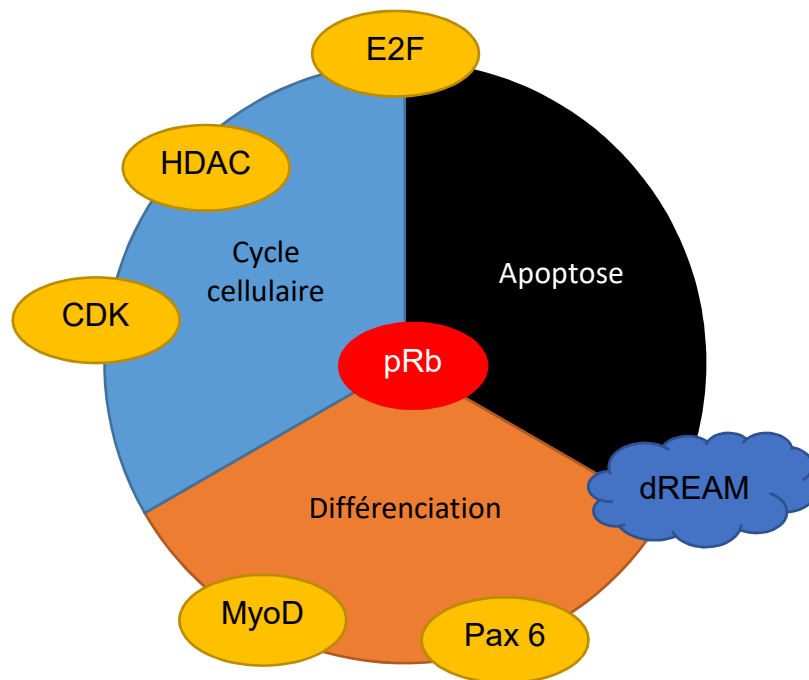 E2F
HDAC
Cycle
cellulaire
Apoptose
CDK
pRb
dREAM
Différenciation
MyoD
Pax 6